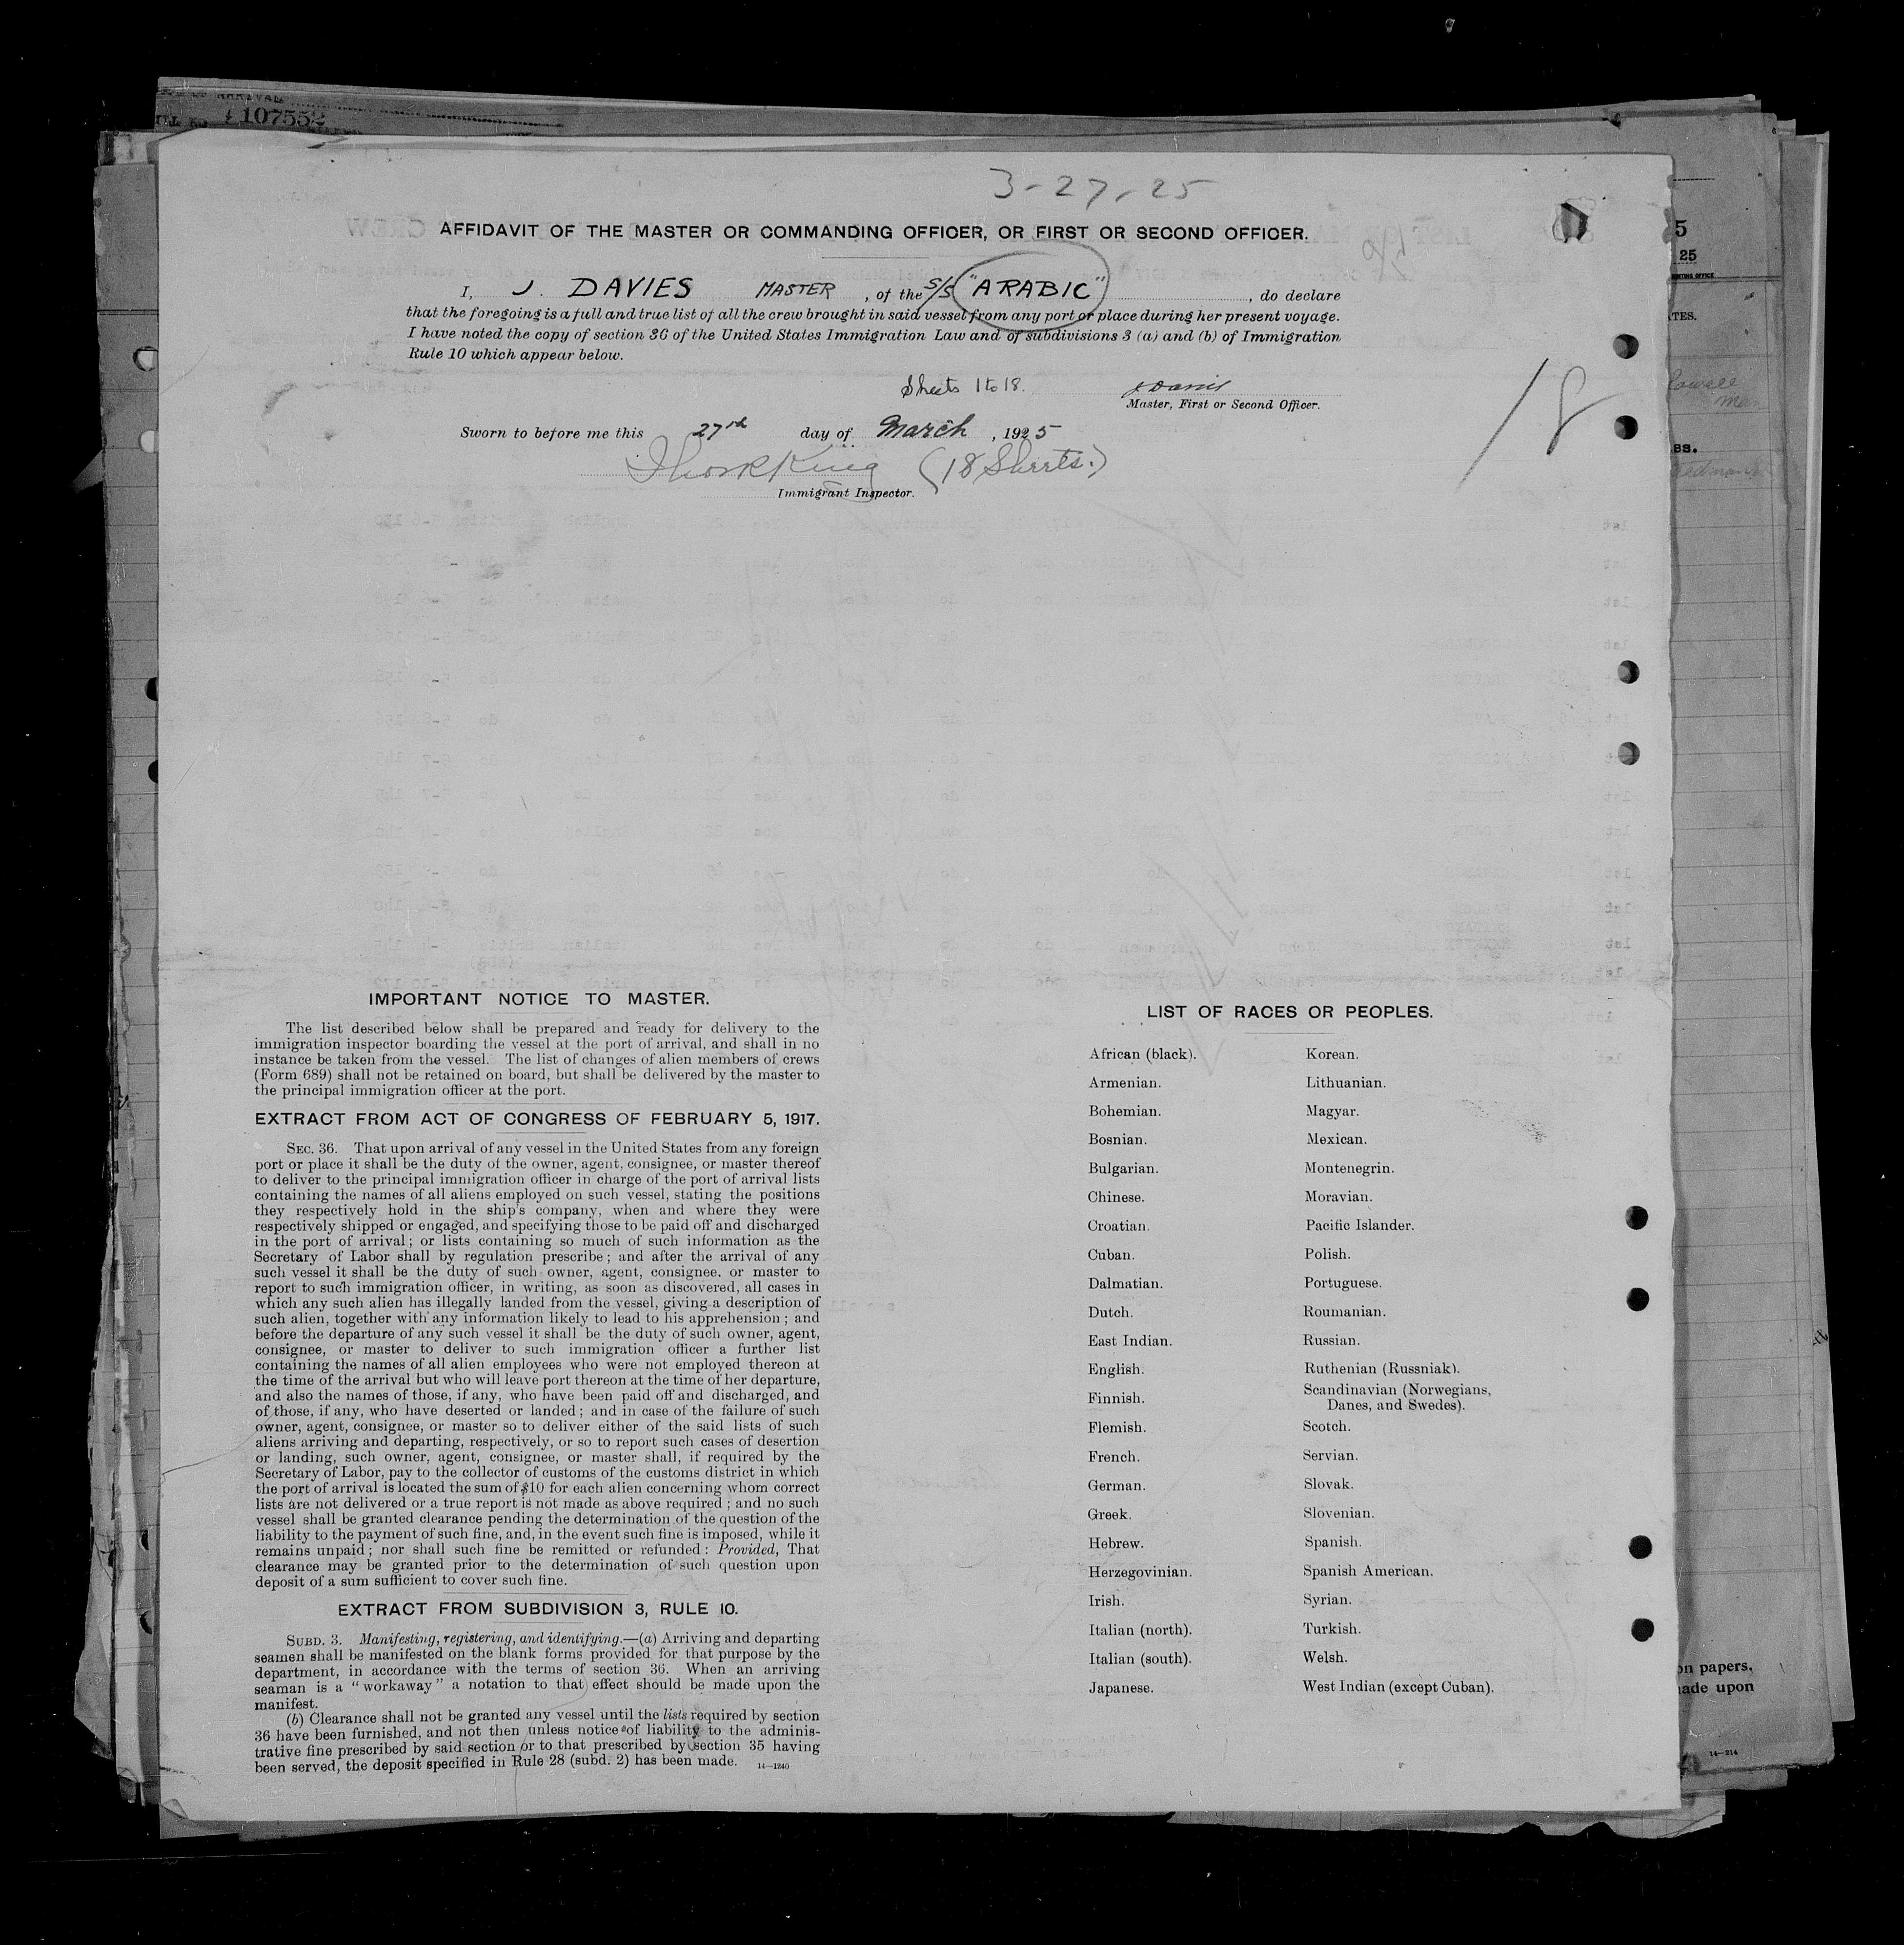 £107552
3-27-25
AFFIDAVIT OF THE MASTER OR COMMANDING OFFICER, OR FIRST OR SECOND OFFICER.
I, J. DAVIES MASTER, of the S/S "ARABIC", do declare
that the foregoing is a full and true list of all the crew brought in said vessel from any port or place during her present voyage.
I have noted the copy of section 36 of the United States Immigration Law and of subdivisions 3 (a) and (b) of Immigration
Rule 10 which appear below.
Sheets 1 to 18.
Master, First or Second Officer.
18
Sworn to before me this 27th day of March, 1925
King (18 Sheets.)
Immigrant Inspector.
IMPORTANT NOTICE TO MASTER.
The list described below shall be prepared and ready for delivery to the
immigration inspector boarding the vessel at the port of arrival, and shall in no
instance be taken from the vessel. The list of changes of alien members of crews
(Form 689) shall not be retained on board, but shall be delivered by the master to
the principal immigration officer at the port.
EXTRACT FROM ACT OF CONGRESS OF FEBRUARY 5, 1917.
SEC. 36. That upon arrival of any vessel in the United States from any foreign
port or place it shall be the duty of the owner, agent, consignee, or master thereof
to deliver to the principal immigration officer in charge of the port of arrival lists
containing the names of all aliens employed on such vessel, stating the positions
they respectively hold in the ship's company, when and where they were
respectively shipped or engaged, and specifying those to be paid off and discharged
in the port of arrival; or lists containing so much of such information as the
Secretary of Labor shall by regulation prescribe; and after the arrival of any
such vessel it shall be the duty of such owner, agent, consignee, or master to
report to such immigration officer, in writing, as soon as discovered, all cases in
which any such alien has illegally landed from the vessel, giving a description of
such alien, together with any information likely to lead to his apprehension; and
before the departure of any such vessel it shall be the duty of such owner, agent,
consignee, or master to deliver to such immigration officer a further list
containing the names of all alien employees who were not employed thereon at
the time of the arrival but who will leave port thereon at the time of her departure,
and also the names of those, if any, who have been paid off and discharged, and
of those, if any, who have deserted or landed; and in case of the failure of such
owner, agent, consignee, or master so to deliver either of the said lists of such
aliens arriving and departing, respectively, or so to report such cases of desertion
or landing, such owner, agent, consignee, or master shall, if required by the
Secretary of Labor, pay to the collector of customs of the customs district in which
the port of arrival is located the sum of $10 for each alien concerning whom correct
lists are not delivered or a true report is not made as above required; and no such
vessel shall be granted clearance pending the determination of the question of the
liability to the payment of such fine, and, in the event such fine is imposed, while it
remains unpaid; nor shall such fine be remitted or refunded: Provided, That
clearance may be granted prior to the determination of such question upon
deposit of a sum sufficient to cover such fine.
EXTRACT FROM SUBDIVISION 3, RULE 10.
SUBD. 3. Manifesting, registering, and identifying.—(a) Arriving and departing
seamen shall be manifested on the blank forms provided for that purpose by the
department, in accordance with the terms of section 36. When an arriving
seaman is a "workaway" a notation to that effect should be made upon the
manifest.
(b) Clearance shall not be granted any vessel until the lists required by section
36 have been furnished, and not then unless notice of liability to the adminis-
trative fine prescribed by said section or to that prescribed by section 35 having
been served, the deposit specified in Rule 28 (subd. 2) has been made. 14—1240
LIST OF RACES OR PEOPLES.
African (black).
Armenian.
Bohemian.
Bosnian.
Bulgarian.
Chinese.
Croatian.
Cuban.
Dalmatian.
Dutch.
East Indian.
English.
Finnish.
Flemish.
French.
German.
Greek.
Hebrew.
Herzegovinian.
Irish.
Italian (north).
Italian (south).
Japanese.
Korean.
Lithuanian.
Magyar.
Mexican.
Montenegrin.
Moravian.
Pacific Islander.
Polish.
Portuguese.
Roumanian.
Russian.
Ruthenian (Russniak).
Scandinavian (Norwegians,
Danes, and Swedes).
Scotch.
Servian.
Slovak.
Slovenian.
Spanish.
Spanish American.
Syrian.
Turkish.
Welsh.
West Indian (except Cuban).
5
25
on papers.
made upon
14—214